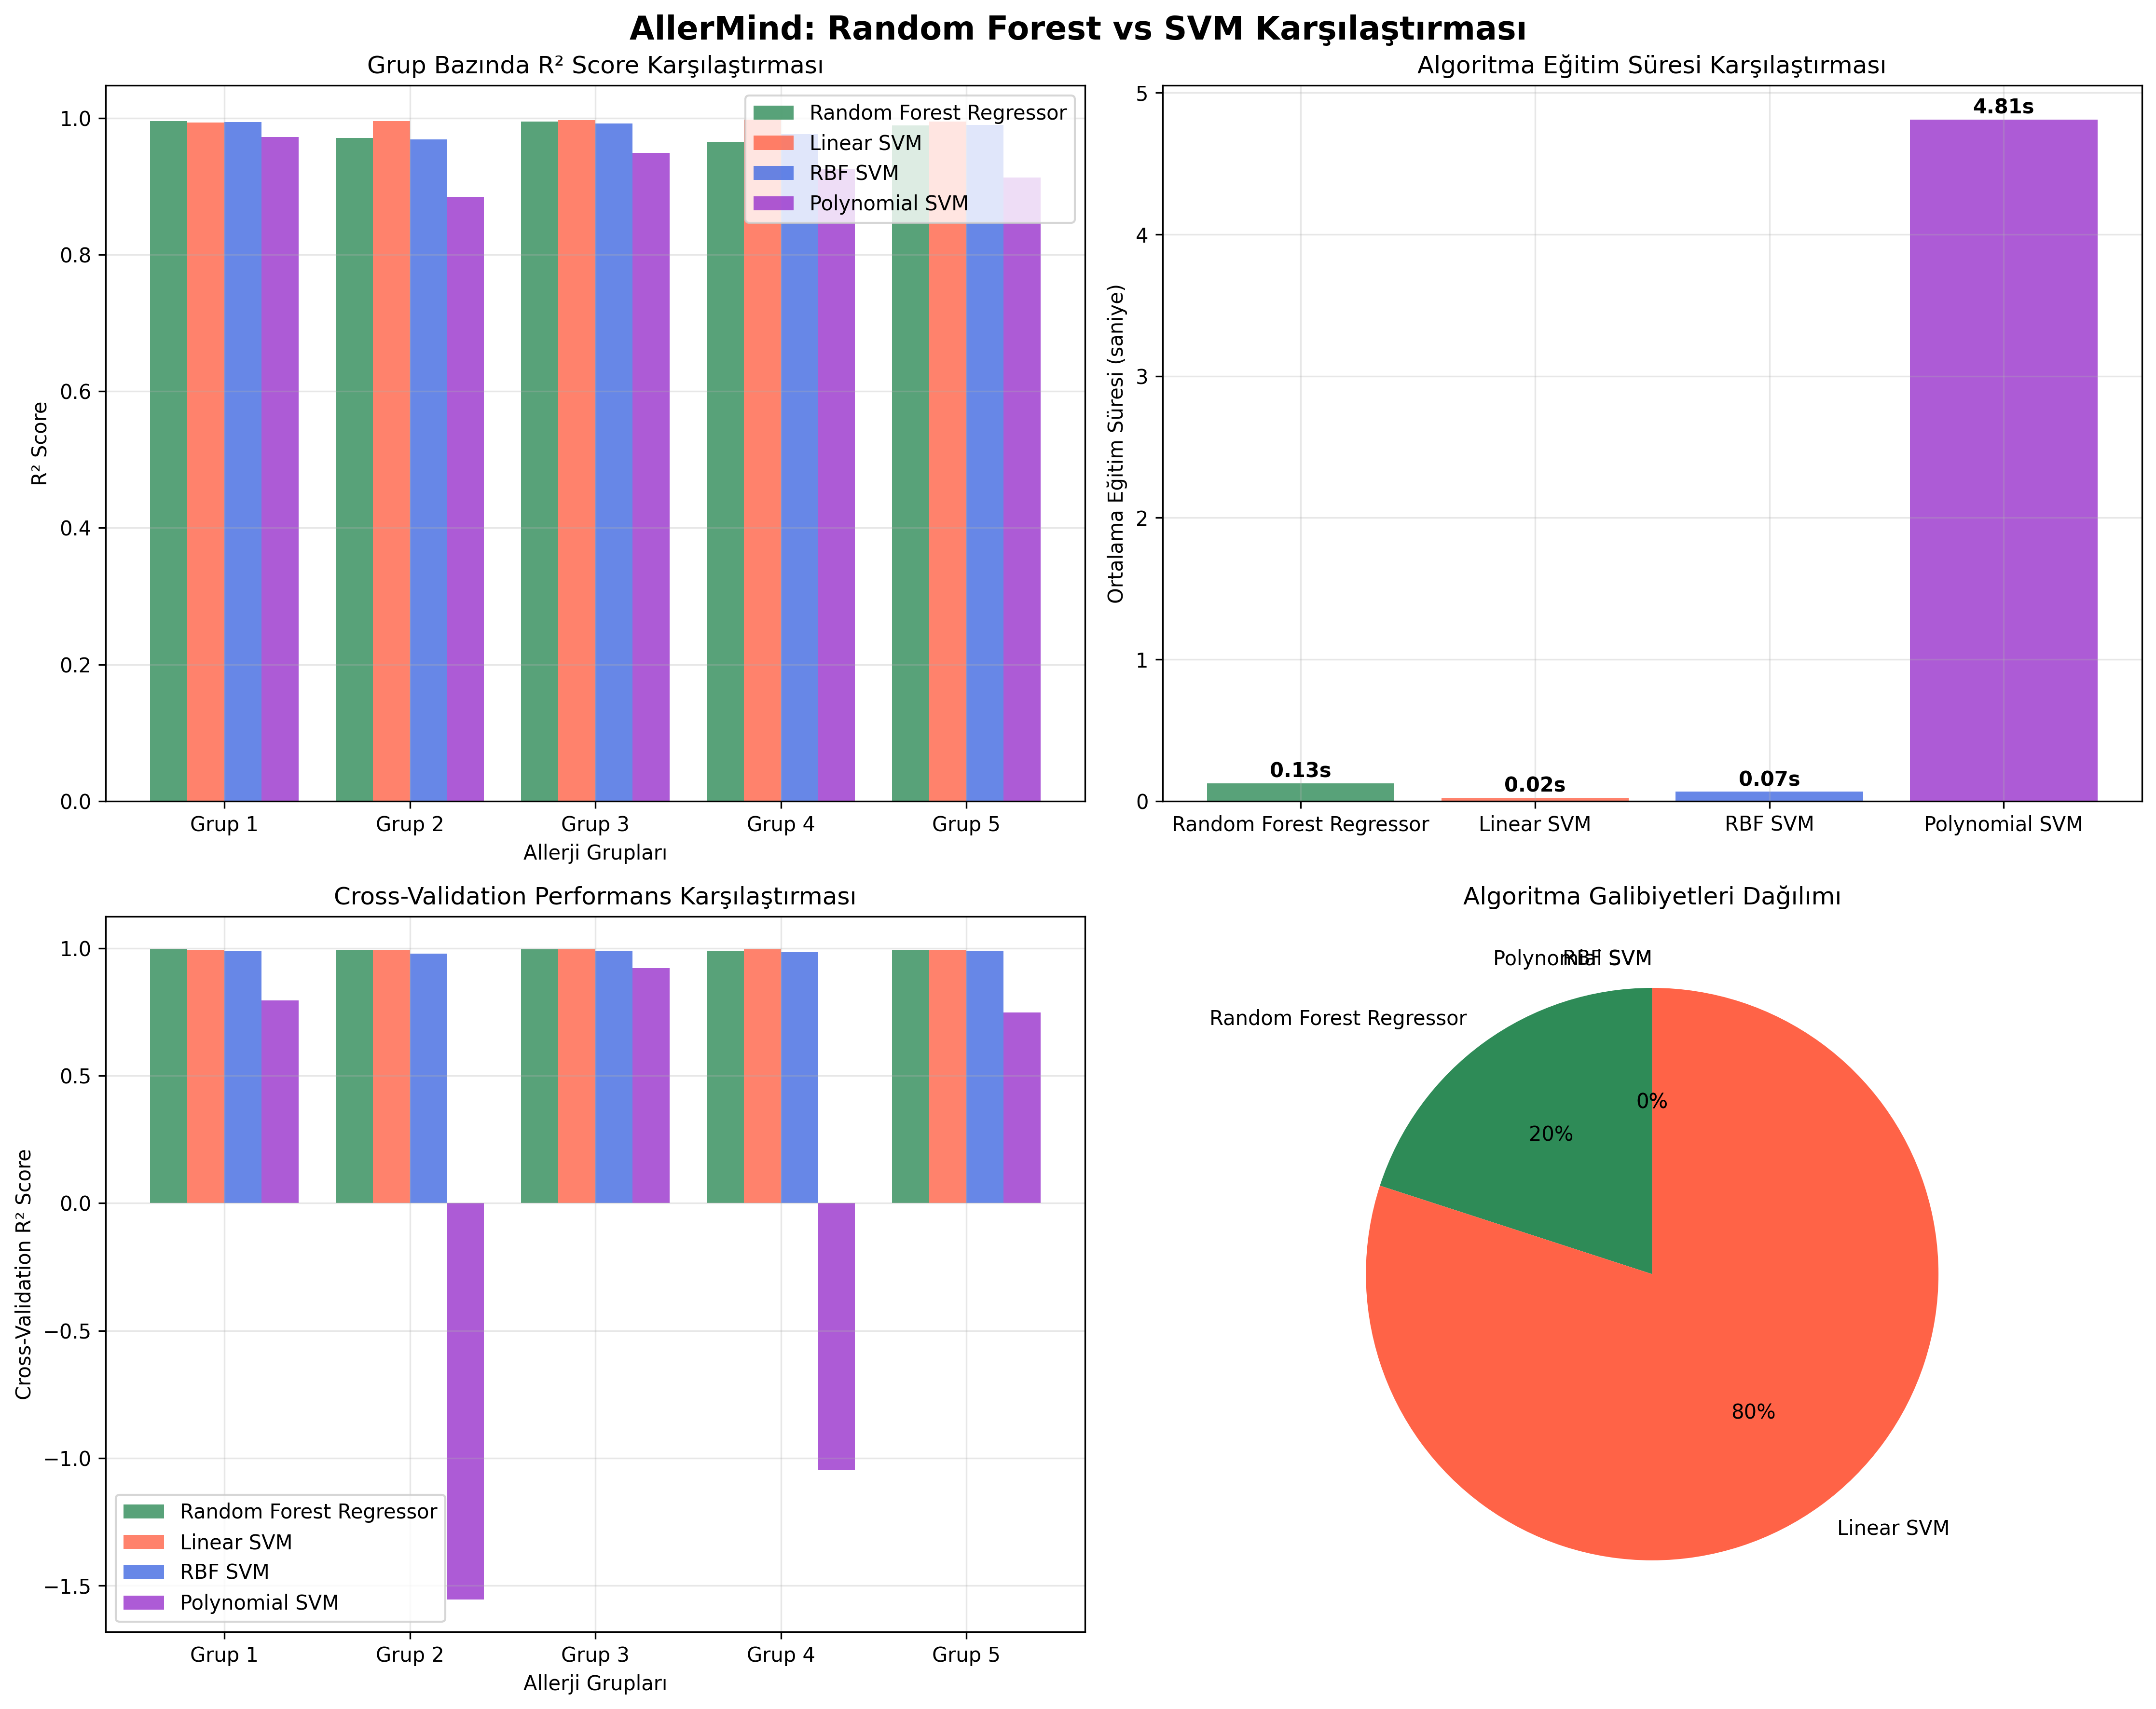 AllerMind: Random Forest vs SVM Karşılaştırması
Grup Bazında R² Score Karşılaştırması
R² Score
1.0
0.8
0.6
0.4
0.2
0.0
Random Forest Regressor
Linear SVM
RBF SVM
Polynomial SVM
Grup 1
Grup 2
Grup 3
Grup 4
Grup 5
Allerji Grupları
Algoritma Eğitim Süresi Karşılaştırması
Ortalama Eğitim Süresi (saniye)
5
4
3
2
1
0
0.13s
0.02s
0.07s
4.81s
Random Forest Regressor
Linear SVM
RBF SVM
Polynomial SVM
Cross-Validation Performans Karşılaştırması
Cross-Validation R² Score
1.0
0.5
0.0
−0.5
−1.0
−1.5
Random Forest Regressor
Linear SVM
RBF SVM
Polynomial SVM
Grup 1
Grup 2
Grup 3
Grup 4
Grup 5
Allerji Grupları
Algoritma Galibiyetleri Dağılımı
Polynomial SVM
RBF SVM
Random Forest Regressor
0%
20%
80%
Linear SVM